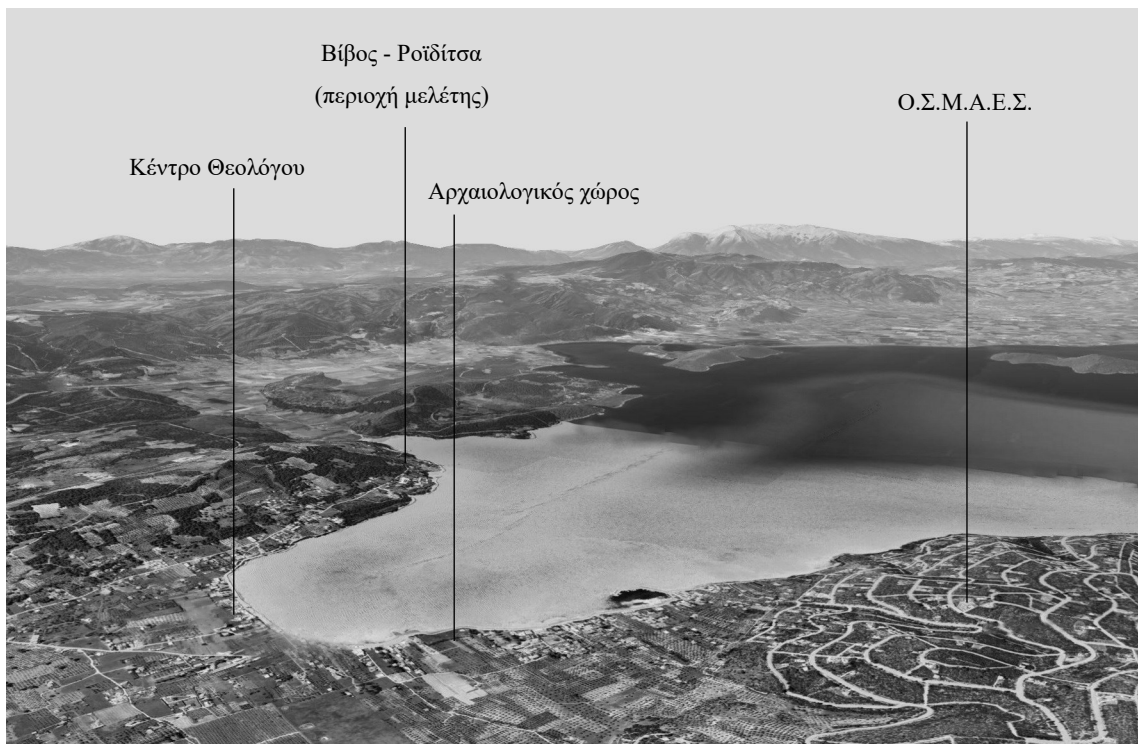 Βίβος - Ροϊδίτσα
(περιοχή μελέτης)
Ο.Σ.Μ.Α.Ε.Σ.
Κέντρο Θεολόγου
Αρχαιολογικός χώρος